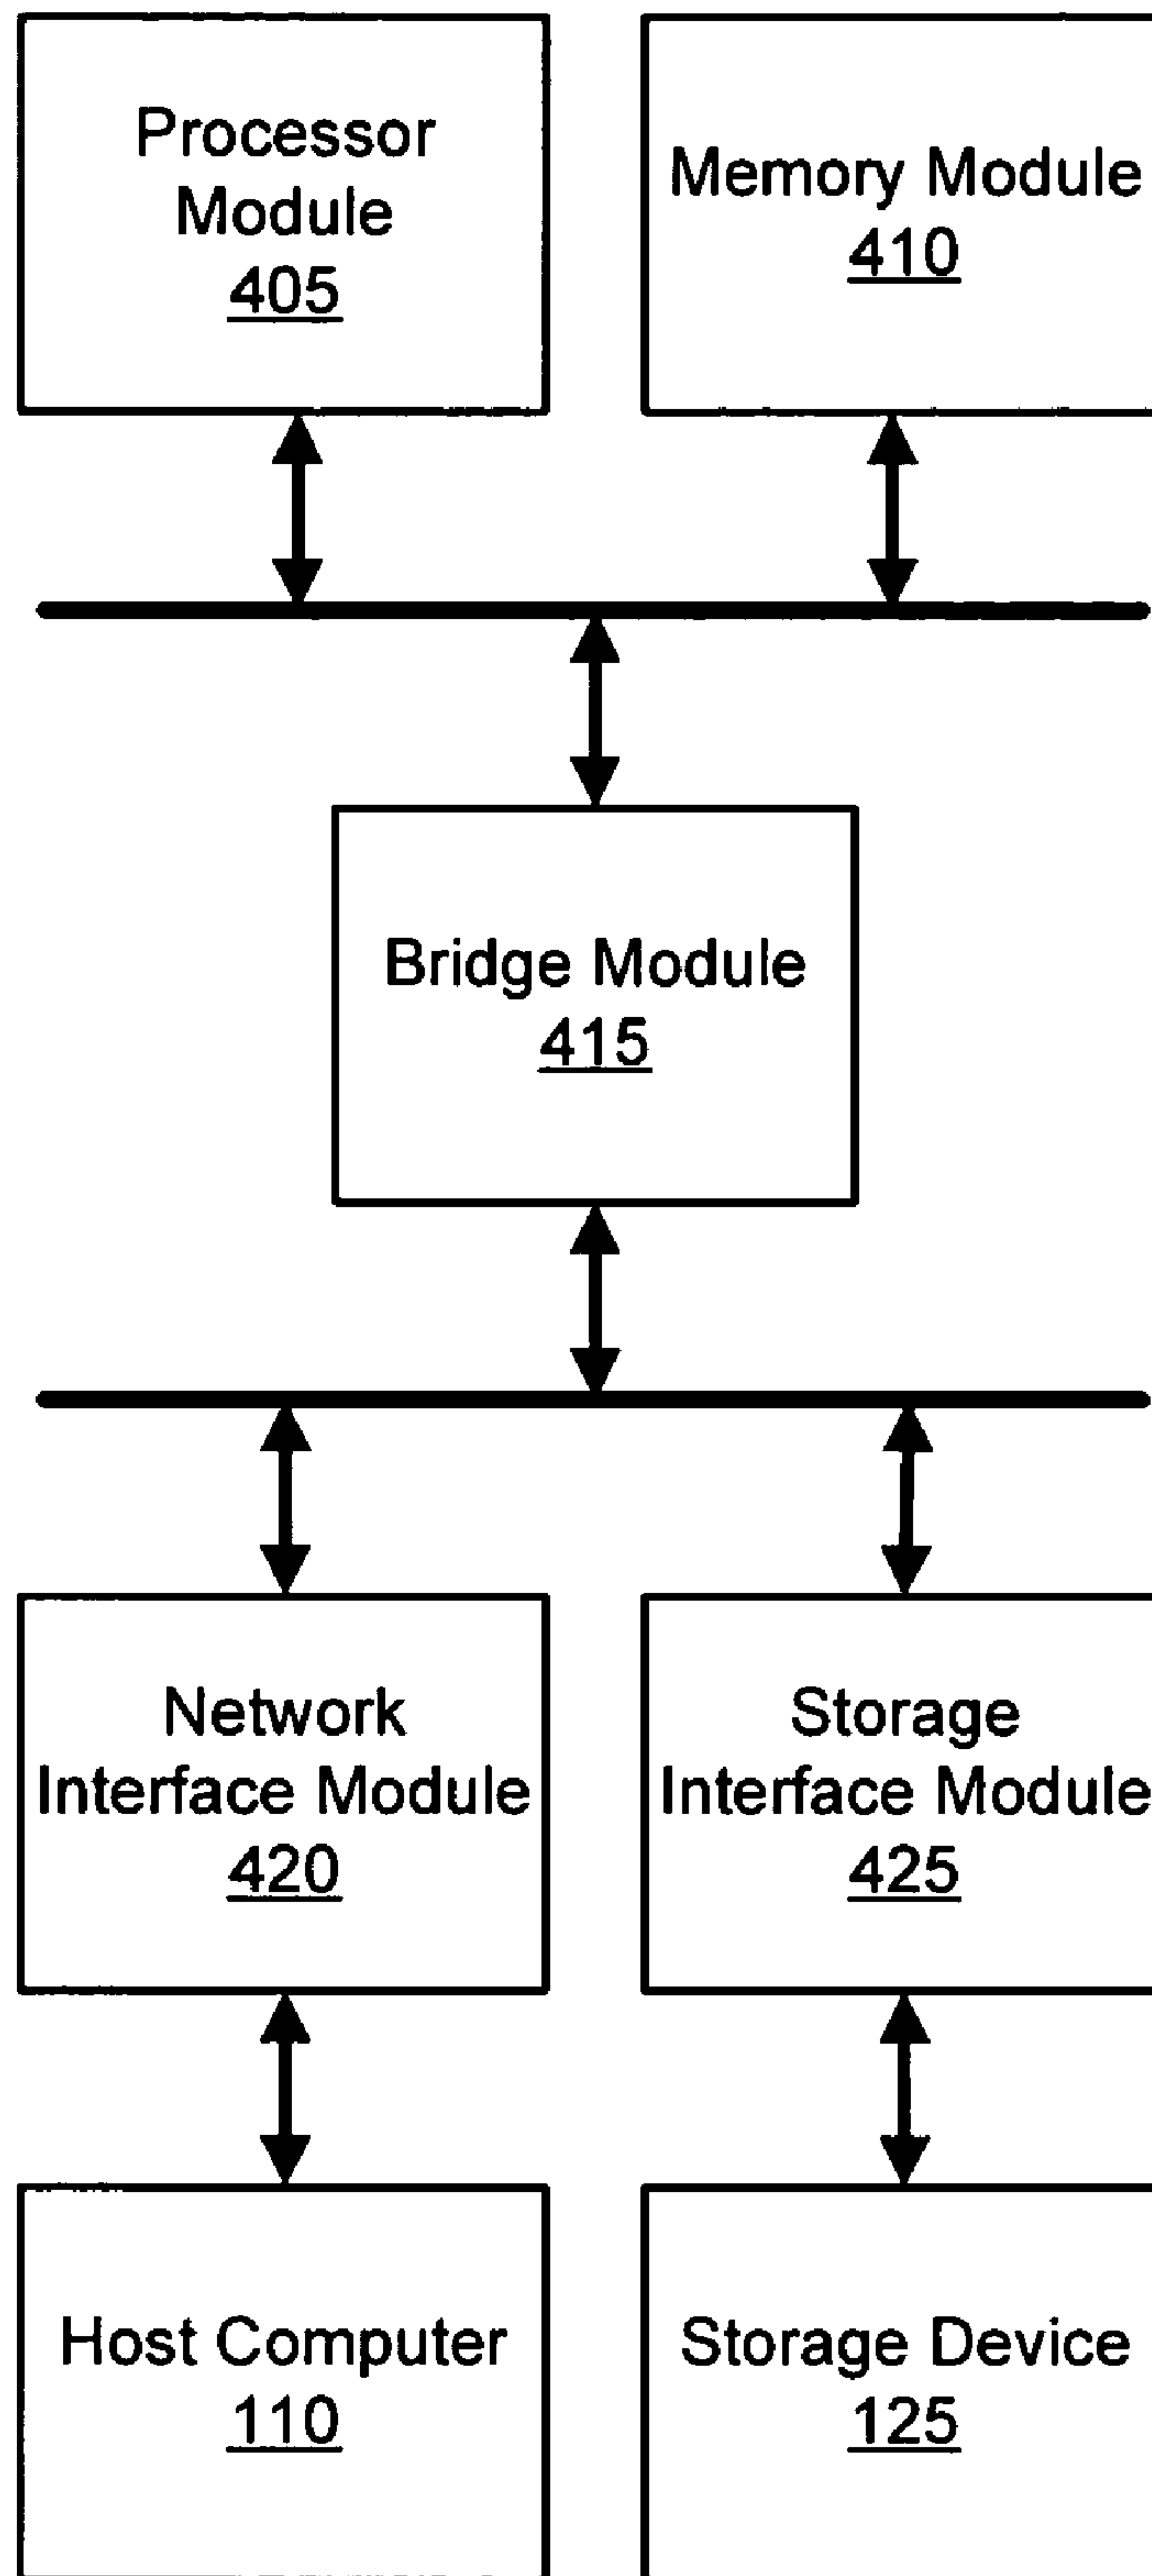 Processor
Module
405
Memory Module
410
Bridge Module
415
Network
Interface Module
420
Storage
Interface Module
425
Host Computer
110
Storage Device
125